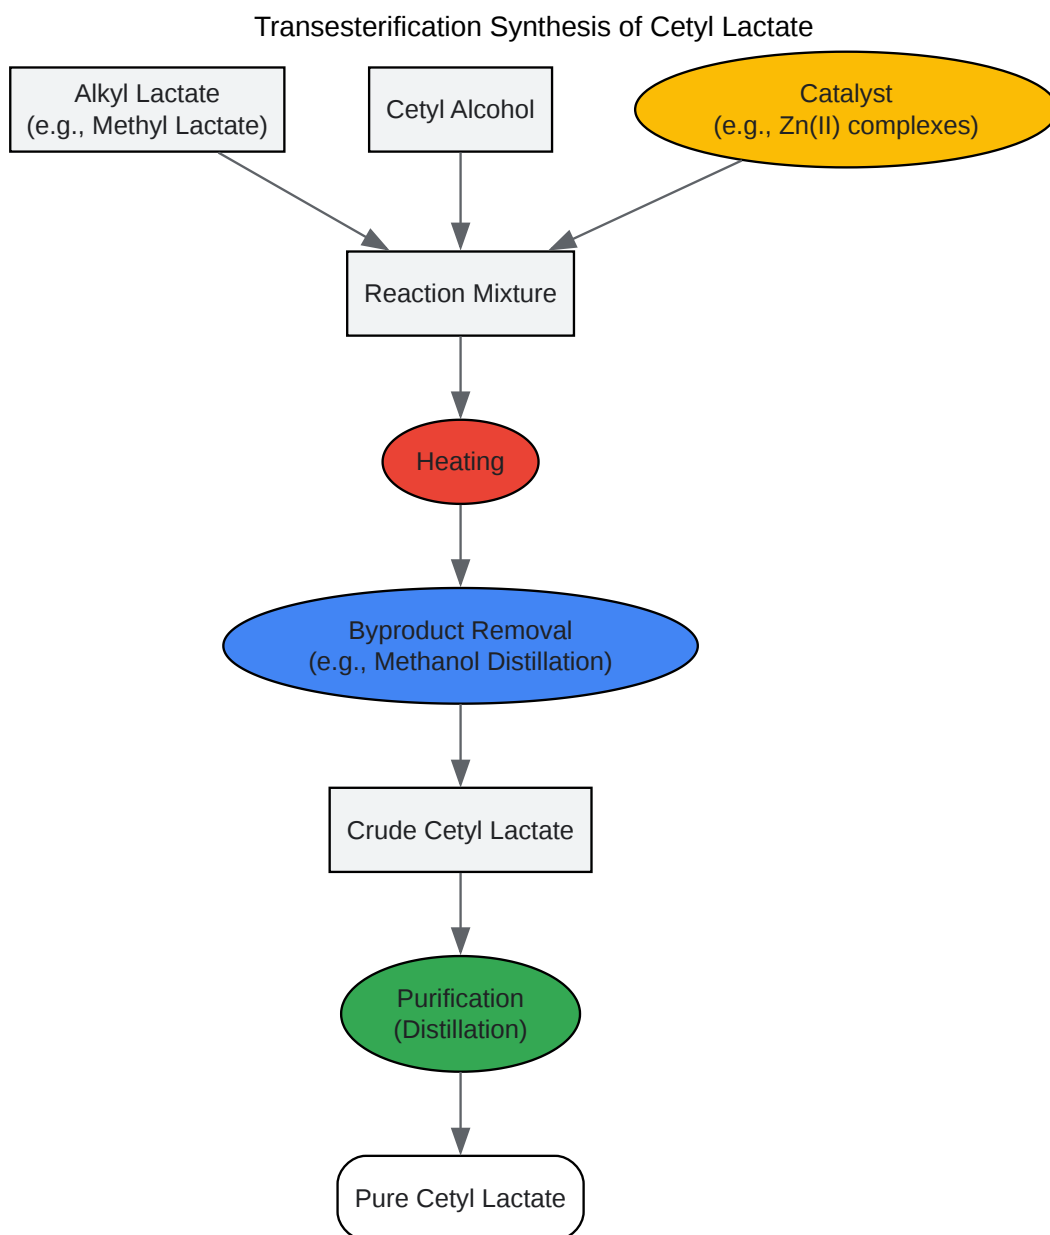 Transesterification Synthesis of Cetyl Lactate
Alkyl Lactate
(e.g., Methyl Lactate)
Cetyl Alcohol
Catalyst
(e.g., Zn(II) complexes)
Reaction Mixture
Heating
Byproduct Removal
(e.g., Methanol Distillation)
Crude Cetyl Lactate
Purification
(Distillation)
Pure Cetyl Lactate